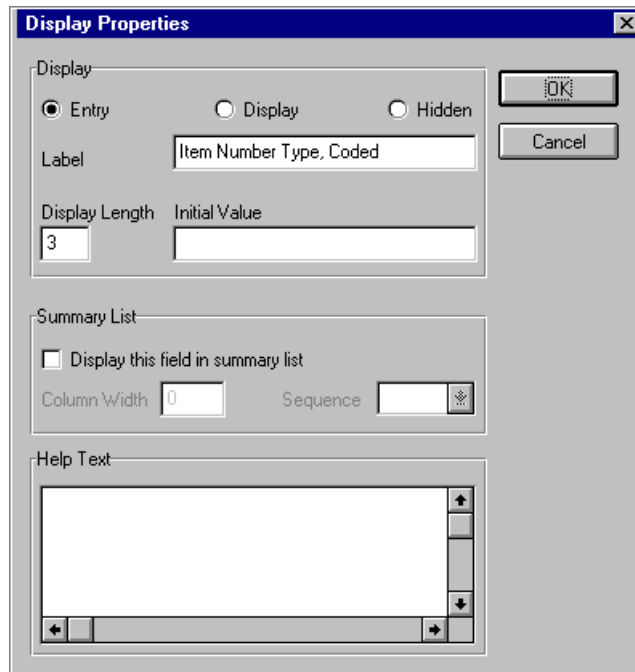 Display Properties
Display
Entry Display Hidden
Label Item Number Type, Coded
Display Length Initial Value
3
Summary List
Display this field in summary list
Column Width 0 Sequence
Help Text
OK
Cancel